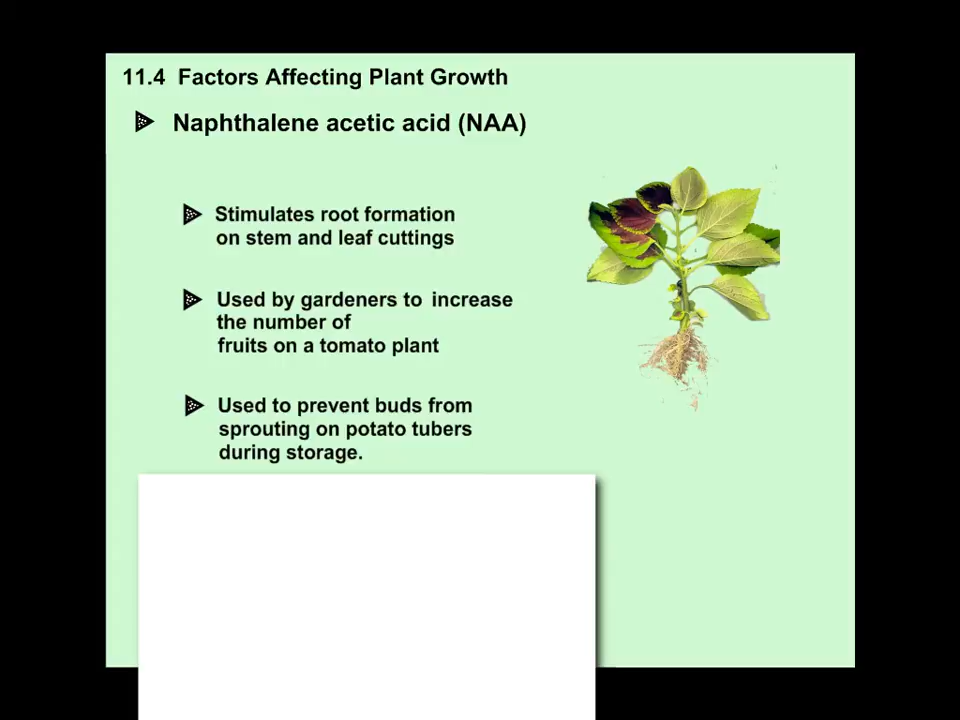 11.4 Factors Affecting Plant Growth
Naphthalene acetic acid (NAA)
Stimulates root formation
on stem and leaf cuttings
Used by gardeners to increase
the number of
fruits on a tomato plant
Used to prevent buds from
sprouting on potato tubers
during storage.